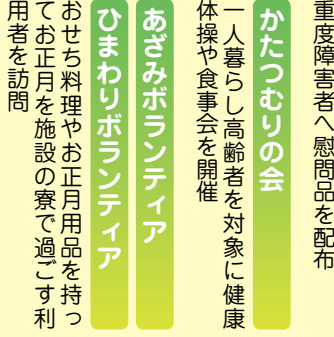 重度障害者へ慰問品を配布
かたつむりの会
一人暮らし高齢者を対象に健康
体操や食事会を開催
あざみボランティア
ひまわりボランティア
おせち料理やお正月用品を持っ
てお正月を施設の寮で過ごす利
用者を訪問